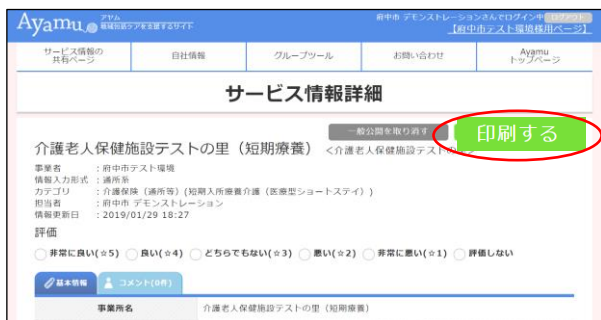 Ayamu アヤム
地域包括ケアを支援するサイト
府中市 デモンストレーションさんでログイン中 ログアウト
【府中市テスト環境様用ページ】
サービス情報の
共有ページ
自社情報
グループツール
お問い合わせ
Ayamu
トップページ
サービス情報詳細
一般公開を取り消す
印刷する
介護老人保健施設テストの里（短期療養） <介護老人保健施設テストの
事業者 : 府中市テスト環境
情報入力形式 : 通所系
カテゴリ : 介護保険（通所等）(短期入所療養介護（医療型ショートステイ）)
担当者 : 府中市 デモンストレーション
情報更新日 : 2019/01/29 18:27
評価
非常に良い(☆5) 良い(☆4) どちらでもない(☆3) 悪い(☆2) 非常に悪い(☆1) 評価しない
基本情報 コメント(0件)
事業所名 介護老人保健施設テストの里（短期療養）